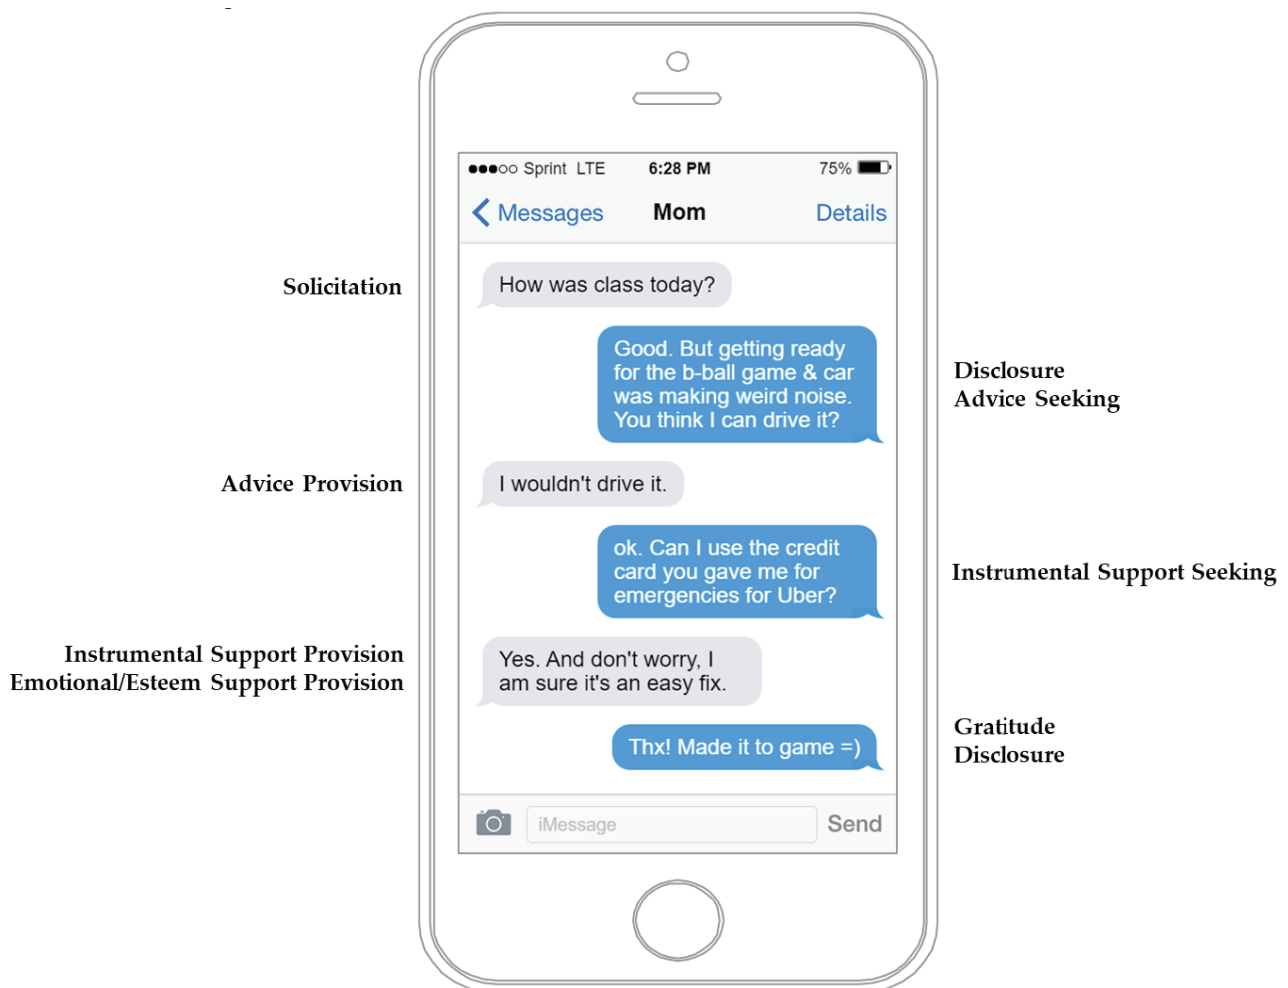 Sprint LTE 6:28 PM 75%
Messages Mom Details
Solicitation
How was class today?
Good. But getting ready
for the b-ball game & car
was making weird noise.
You think I can drive it?
Disclosure
Advice Seeking
Advice Provision
I wouldn't drive it.
ok. Can I use the credit
card you gave me for
emergencies for Uber?
Instrumental Support Seeking
Instrumental Support Provision
Emotional/Esteem Support Provision
Yes. And don't worry, I
am sure it's an easy fix.
Thx! Made it to game =)
Gratitude
Disclosure
iMessage Send